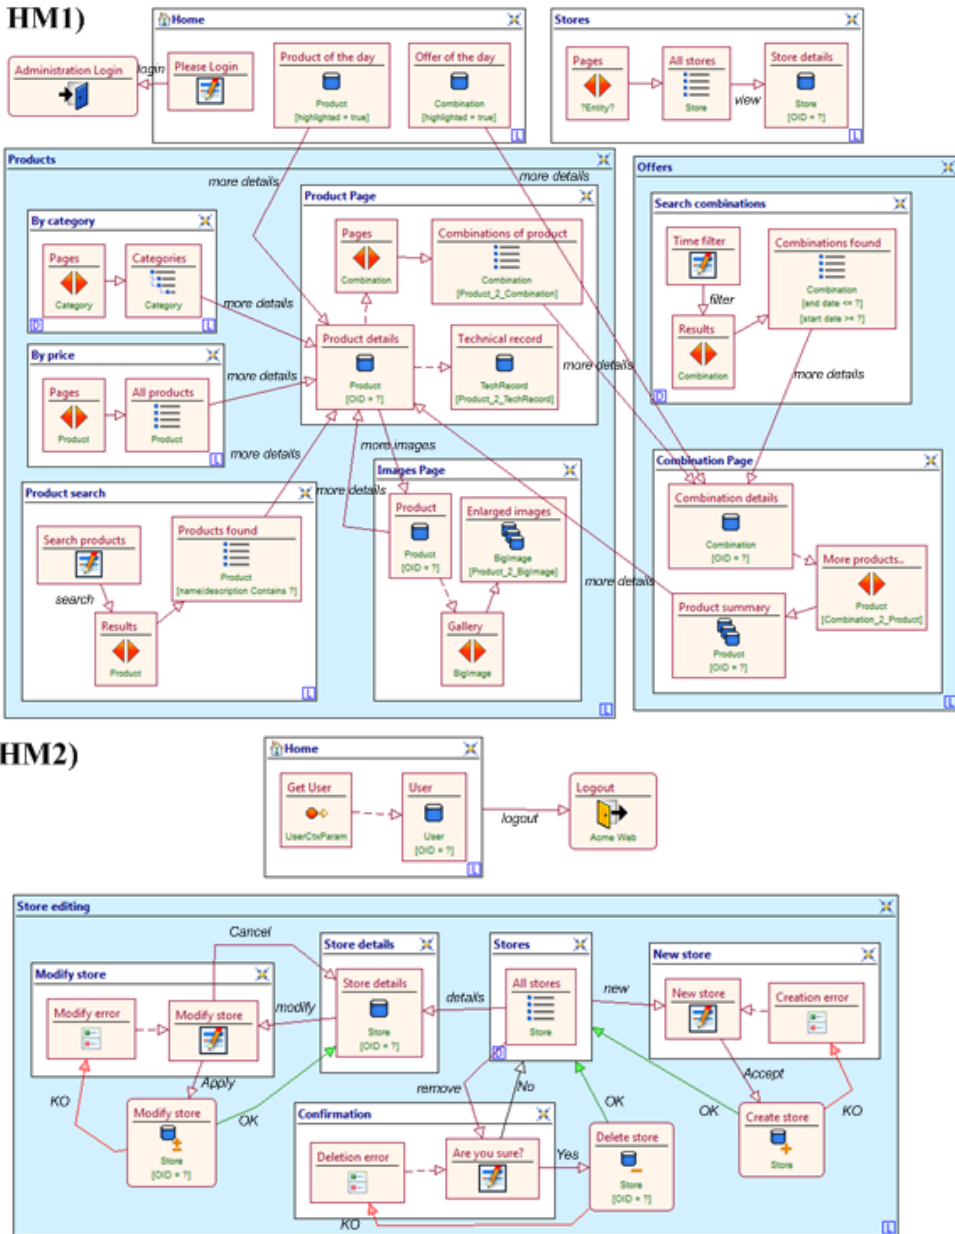 HM1)
Home
Stores
Administration Login
login
Please Login
Product of the day
Product
[highlighted = true]
Offer of the day
Combination
[highlighted = true]
L
Pages
?Entity?
All stores
Store
view
Store details
Store
[OID = ?]
L
Products
more details
more details
Offers
Product Page
Search combinations
By category
Pages
Category
Categories
Category
D
L
more details
Pages
Combination
Combinations of product
Combination
[Product_2_Combination]
Time filter
filter
Results
Combination
Combinations found
Combination
[end date <= ?]
[start date >= ?]
D
more details
By price
Pages
Product
All products
Product
L
more details
Product details
Product
[OID = ?]
Technical record
TechRecord
[Product_2_TechRecord]
more details
more details
more images
Product search
Search products
search
Results
Product
Products found
Product
[name|description Contains ?]
L
more details
Images Page
Product
Product
[OID = ?]
Enlarged images
BigImage
[Product_2_BigImage]
Gallery
BigImage
more details
L
Combination Page
Combination details
Combination
[OID = ?]
More products...
Product
[Combination_2_Product]
Product summary
Product
[OID = ?]
L
HM2)
Home
Get User
UserCtxParam
User
User
[OID = ?]
L
logout
Logout
Acme Web
Store editing
Cancel
Modify store
Modify error
Modify store
modify
Store details
Store details
Store
[OID = ?]
details
Stores
All stores
Store
D
new
New store
New store
Creation error
Apply
KO
Modify store
Store
[OID = ?]
OK
remove
No
Confirmation
Deletion error
Are you sure?
Yes
OK
Delete store
Store
[OID = ?]
KO
Accept
OK
KO
Create store
Store
L